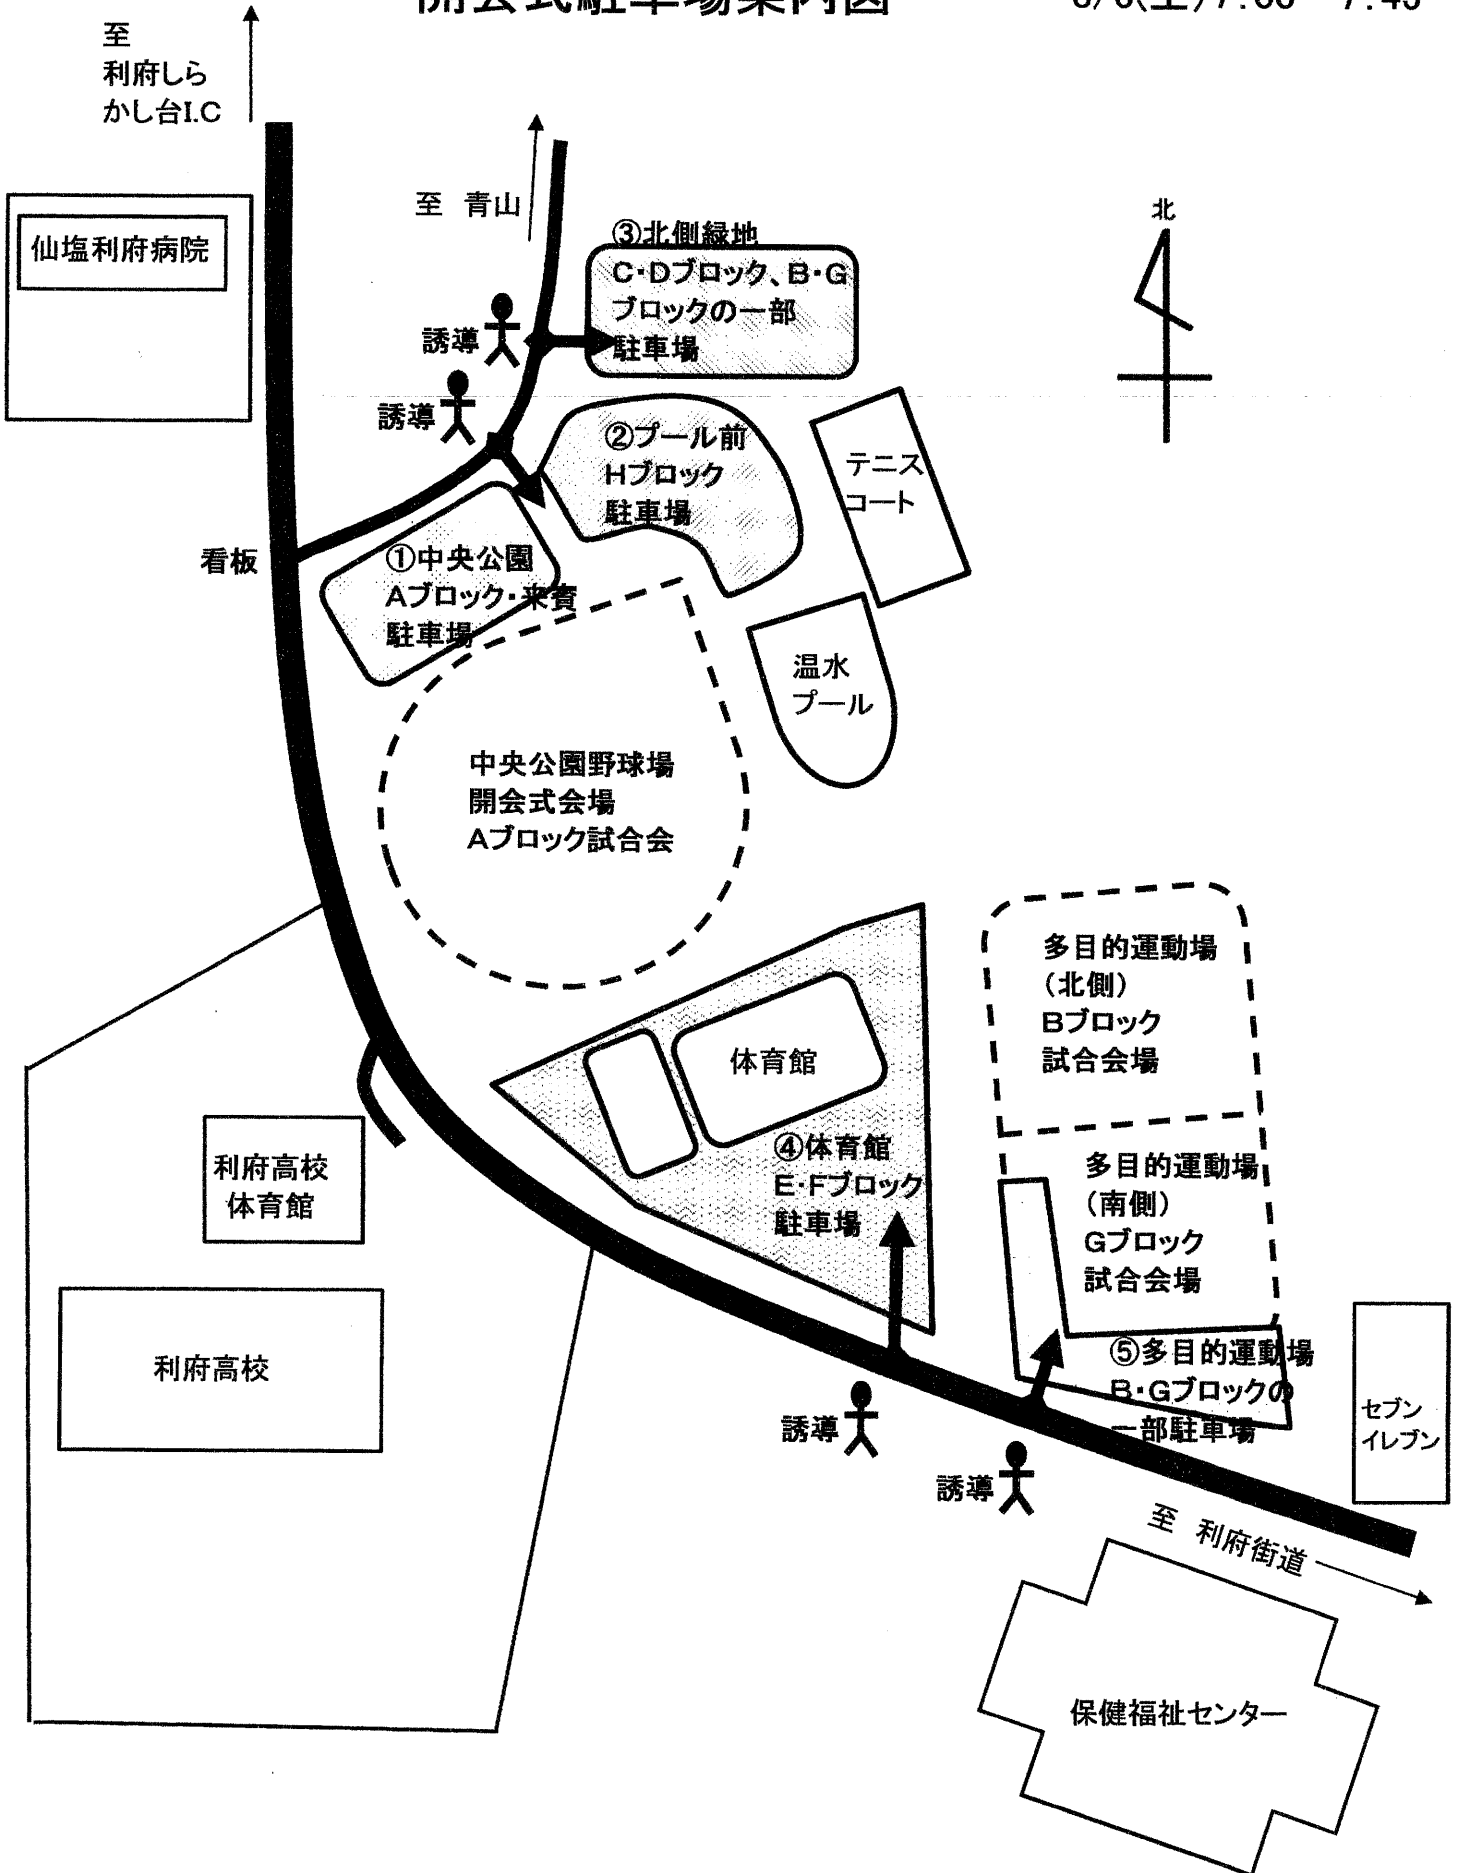 開会式駐車場案内図
至
利府しら
かし台I.C
至 青山
北
仙塩利府病院
③北側緑地
C・Dブロック、B・G
ブロックの一部
駐車場
誘導
誘導
②プール前
Hブロック
駐車場
テニス
コート
看板
①中央公園
Aブロック・来賓
駐車場
温水
プール
中央公園野球場
開会式会場
Aブロック試合会
多目的運動場
(北側)
Bブロック
試合会場
体育館
④体育館
E・Fブロック
駐車場
多目的運動場
(南側)
Gブロック
試合会場
利府高校
体育館
利府高校
⑤多目的運動場
B・Gブロックの
一部駐車場
セブン
イレブン
誘導
誘導
至 利府街道
保健福祉センター